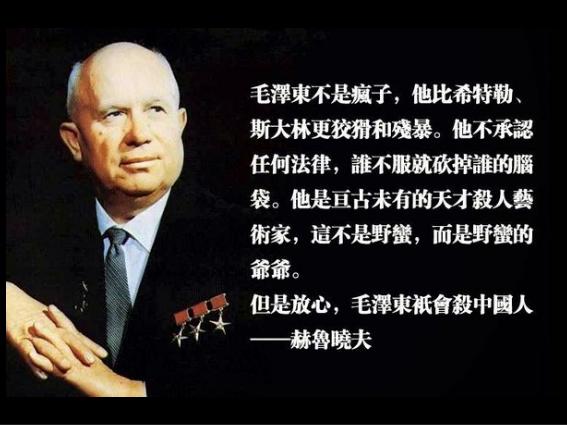 毛澤東不是瘋子，他比希特勒、
斯大林更狡猾和殘暴。他不承認
任何法律，誰不服就砍掉誰的腦
袋。他是亘古未有的天才殺人藝
術家，這不是野蠻，而是野蠻的
爺爺。
但是放心，毛澤東衹會殺中國人
——赫魯曉夫